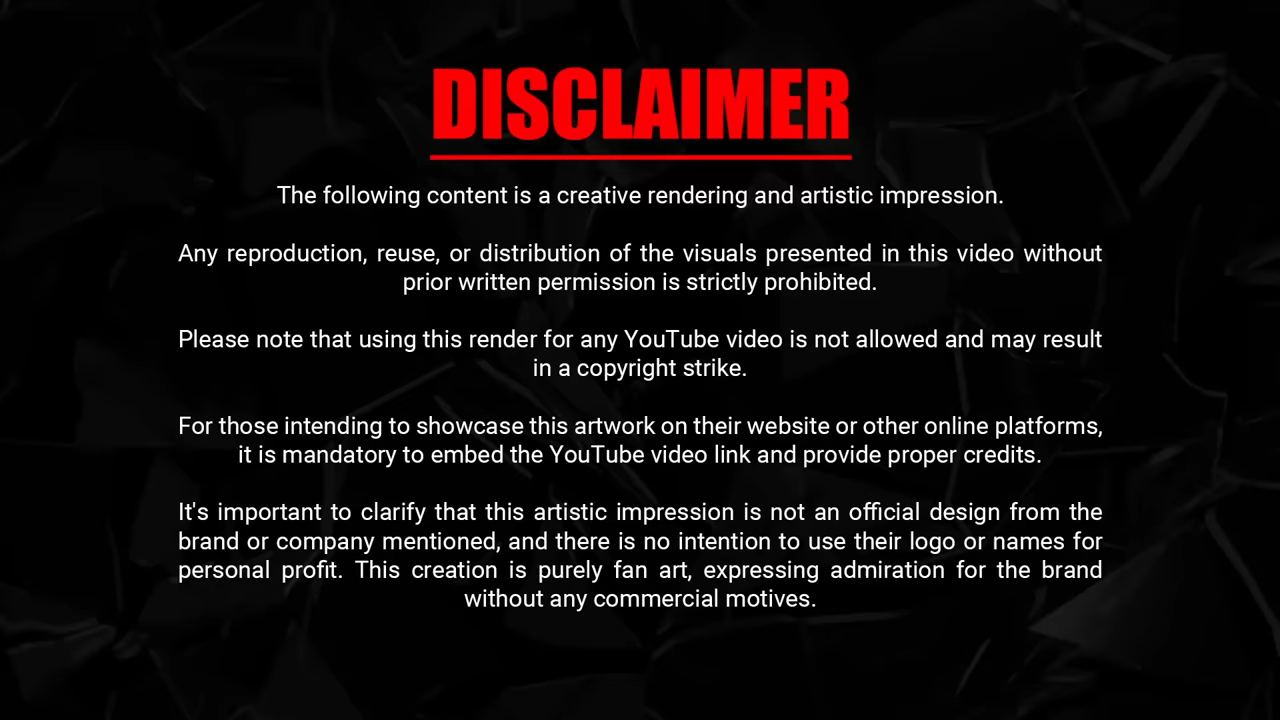 DISCLAIMER
The following content is a creative rendering and artistic impression.
Any reproduction, reuse, or distribution of the visuals presented in this video without
prior written permission is strictly prohibited.
Please note that using this render for any YouTube video is not allowed and may result
in a copyright strike.
For those intending to showcase this artwork on their website or other online platforms,
it is mandatory to embed the YouTube video link and provide proper credits.
It's important to clarify that this artistic impression is not an official design from the
brand or company mentioned, and there is no intention to use their logo or names for
personal profit. This creation is purely fan art, expressing admiration for the brand
without any commercial motives.